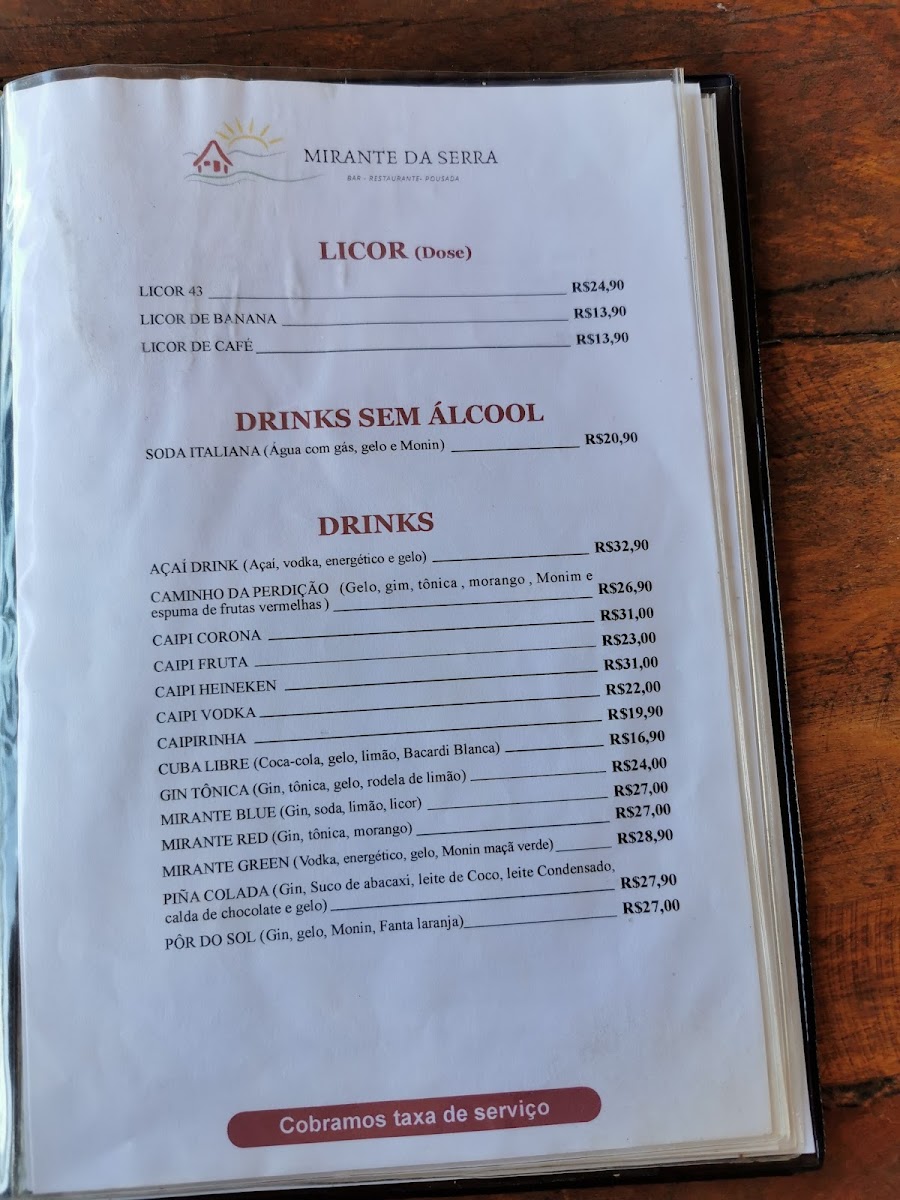 MIRANTE DA SERRA
BAR - RESTAURANTE- POUSADA
LICOR (Dose)
LICOR 43 R$24,90
LICOR DE BANANA R$13,90
LICOR DE CAFÉ R$13,90
DRINKS SEM ÁLCOOL
SODA ITALIANA (Água com gás, gelo e Monin) R$20,90
DRINKS
AÇAÍ DRINK (Açaí, vodka, energético e gelo) R$32,90
CAMINHO DA PERDIÇÃO (Gelo, gim, tônica , morango , Monim e
espuma de frutas vermelhas ) R$26,90
CAIPI CORONA R$31,00
CAIPI FRUTA R$23,00
CAIPI HEINEKEN R$31,00
CAIPI VODKA R$22,00
CAIPIRINHA R$19,90
CUBA LIBRE (Coca-cola, gelo, limão, Bacardi Blanca) R$16,90
GIN TÔNICA (Gin, tônica, gelo, rodela de limão) R$24,00
MIRANTE BLUE (Gin, soda, limão, licor) R$27,00
MIRANTE RED (Gin, tônica, morango) R$27,00
MIRANTE GREEN (Vodka, energético, gelo, Monin maçã verde) R$28,90
PIÑA COLADA (Gin, Suco de abacaxi, leite de Coco, leite Condensado,
calda de chocolate e gelo) R$27,90
PÔR DO SOL (Gin, gelo, Monin, Fanta laranja) R$27,00
Cobramos taxa de serviço